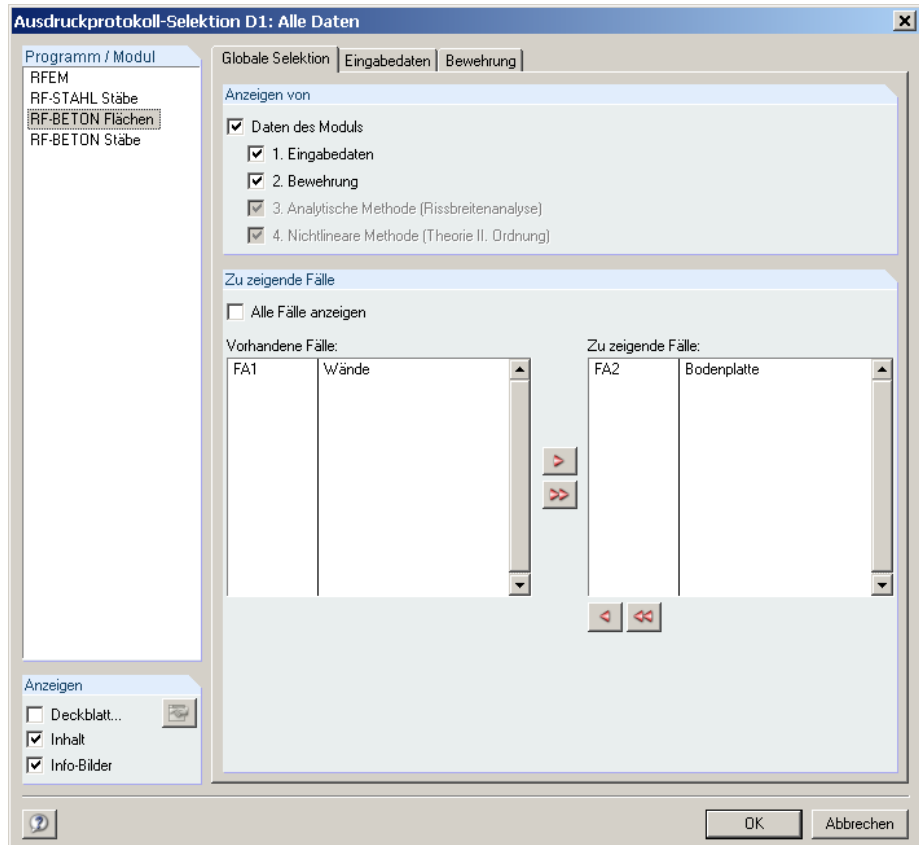 Ausdruckprotokoll-Selektion D1: Alle Daten
Programm / Modul
RFEM
RF-STAHL Stäbe
RF-BETON Flächen
RF-BETON Stäbe
Globale Selektion
Eingabedaten
Bewehrung
Anzeigen von
Daten des Moduls
1. Eingabedaten
2. Bewehrung
3. Analytische Methode (Rissbreitenanalyse)
4. Nichtlineare Methode (Theorie II. Ordnung)
Zu zeigende Fälle
Alle Fälle anzeigen
Vorhandene Fälle:
FA1 Wände
Zu zeigende Fälle:
FA2 Bodenplatte
Anzeigen
Deckblatt...
Inhalt
Info-Bilder
OK
Abbrechen